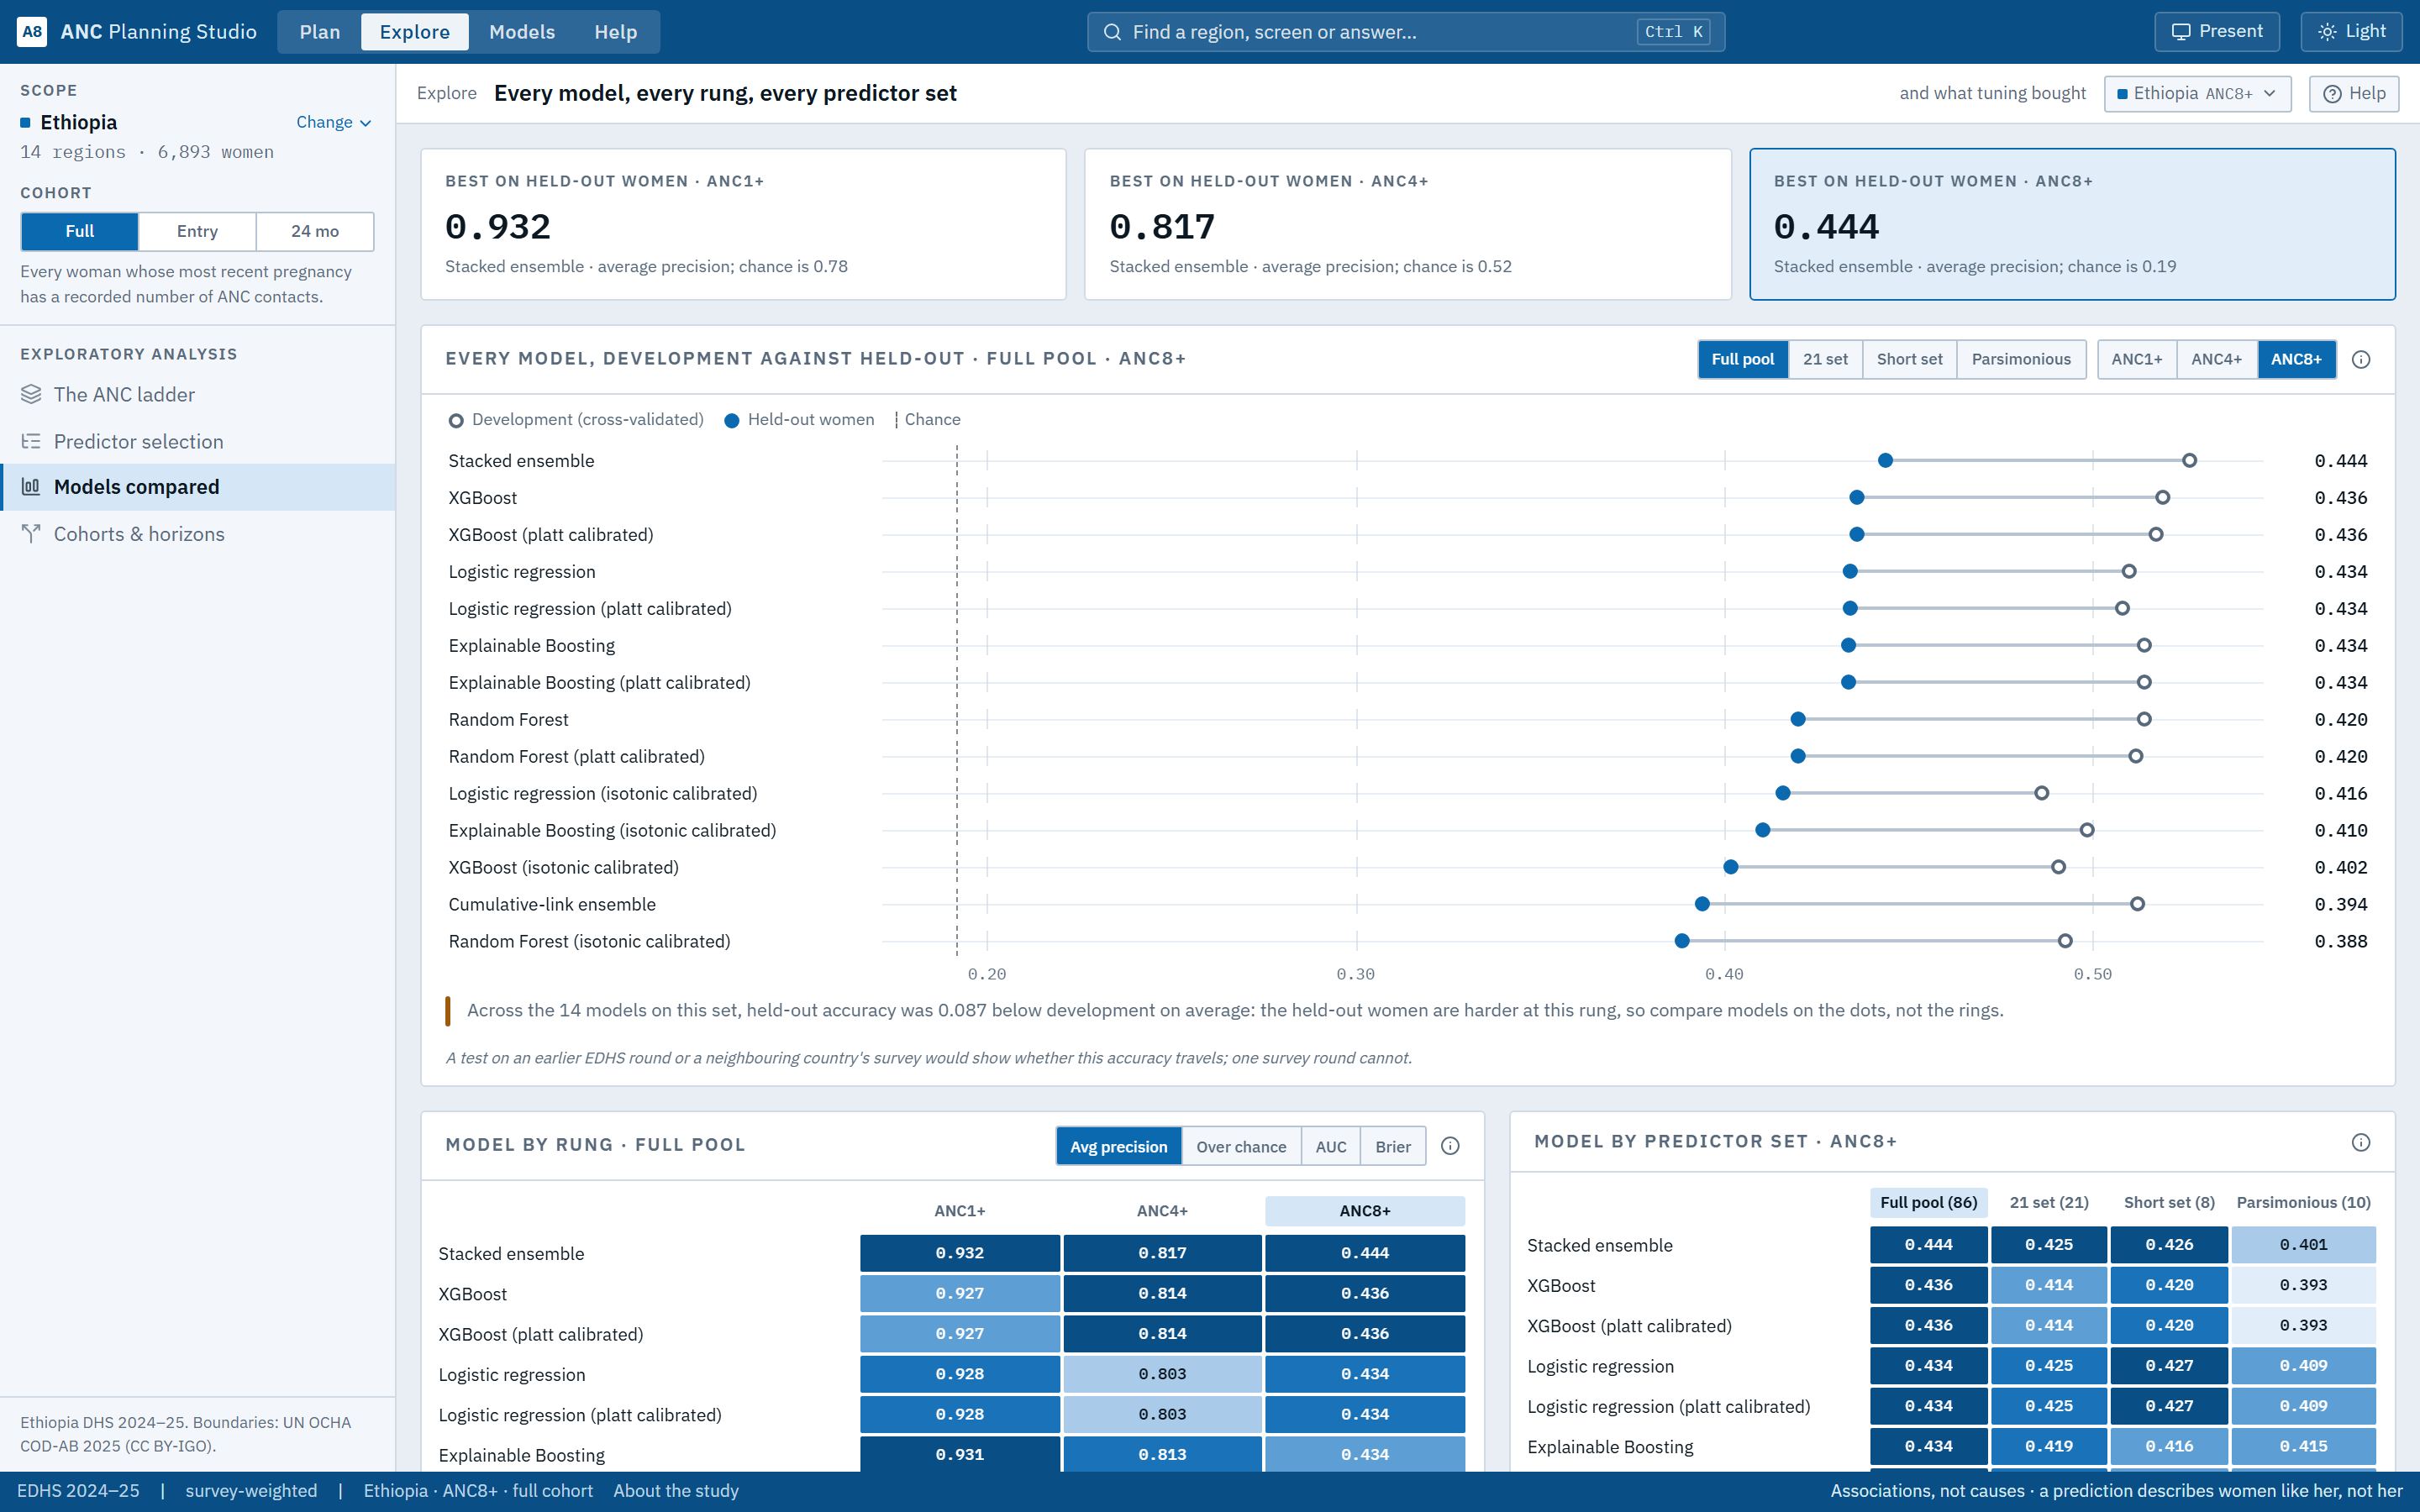 A8 ANC Planning Studio Plan Explore Models Help Find a region, screen or answer... Ctrl K Present Light
SCOPE
Ethiopia Change
14 regions · 6,893 women
COHORT
Full Entry 24 mo
Every woman whose most recent pregnancy
has a recorded number of ANC contacts.
EXPLORATORY ANALYSIS
The ANC ladder
Predictor selection
Models compared
Cohorts & horizons
Ethiopia DHS 2024–25. Boundaries: UN OCHA
COD-AB 2025 (CC BY-IGO).
Explore Every model, every rung, every predictor set and what tuning bought Ethiopia ANC8+ Help
BEST ON HELD-OUT WOMEN · ANC1+
0.932
Stacked ensemble · average precision; chance is 0.78
BEST ON HELD-OUT WOMEN · ANC4+
0.817
Stacked ensemble · average precision; chance is 0.52
BEST ON HELD-OUT WOMEN · ANC8+
0.444
Stacked ensemble · average precision; chance is 0.19
EVERY MODEL, DEVELOPMENT AGAINST HELD-OUT · FULL POOL · ANC8+ Full pool 21 set Short set Parsimonious ANC1+ ANC4+ ANC8+
Development (cross-validated) Held-out women Chance
Stacked ensemble 0.444
XGBoost 0.436
XGBoost (platt calibrated) 0.436
Logistic regression 0.434
Logistic regression (platt calibrated) 0.434
Explainable Boosting 0.434
Explainable Boosting (platt calibrated) 0.434
Random Forest 0.420
Random Forest (platt calibrated) 0.420
Logistic regression (isotonic calibrated) 0.416
Explainable Boosting (isotonic calibrated) 0.410
XGBoost (isotonic calibrated) 0.402
Cumulative-link ensemble 0.394
Random Forest (isotonic calibrated) 0.388
0.20 0.30 0.40 0.50
Across the 14 models on this set, held-out accuracy was 0.087 below development on average: the held-out women are harder at this rung, so compare models on the dots, not the rings.
A test on an earlier EDHS round or a neighbouring country's survey would show whether this accuracy travels; one survey round cannot.
MODEL BY RUNG · FULL POOL Avg precision Over chance AUC Brier
ANC1+ ANC4+ ANC8+
Stacked ensemble 0.932 0.817 0.444
XGBoost 0.927 0.814 0.436
XGBoost (platt calibrated) 0.927 0.814 0.436
Logistic regression 0.928 0.803 0.434
Logistic regression (platt calibrated) 0.928 0.803 0.434
Explainable Boosting 0.931 0.813 0.434
MODEL BY PREDICTOR SET · ANC8+
Full pool (86) 21 set (21) Short set (8) Parsimonious (10)
Stacked ensemble 0.444 0.425 0.426 0.401
XGBoost 0.436 0.414 0.420 0.393
XGBoost (platt calibrated) 0.436 0.414 0.420 0.393
Logistic regression 0.434 0.425 0.427 0.409
Logistic regression (platt calibrated) 0.434 0.425 0.427 0.409
Explainable Boosting 0.434 0.419 0.416 0.415
EDHS 2024–25 | survey-weighted | Ethiopia · ANC8+ · full cohort About the study Associations, not causes · a prediction describes women like her, not her